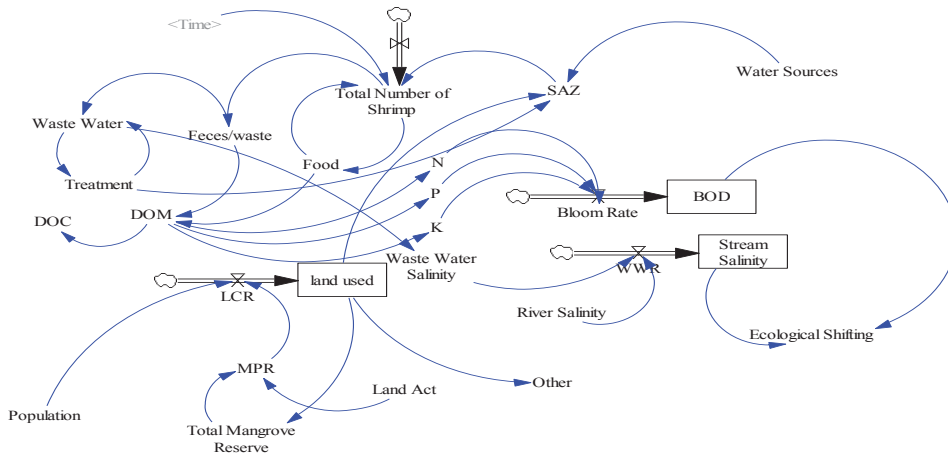 <Time>
Water Sources
Total Number of
Shrimp
SAZ
Waste Water
Feces/waste
Food
N
Treatment
P
BOD
DOC
DOM
K
Bloom Rate
Waste Water
Salinity
Stream
Salinity
land used
WWR
LCR
River Salinity
Ecological Shifting
MPR
Land Act
Other
Population
Total Mangrove
Reserve